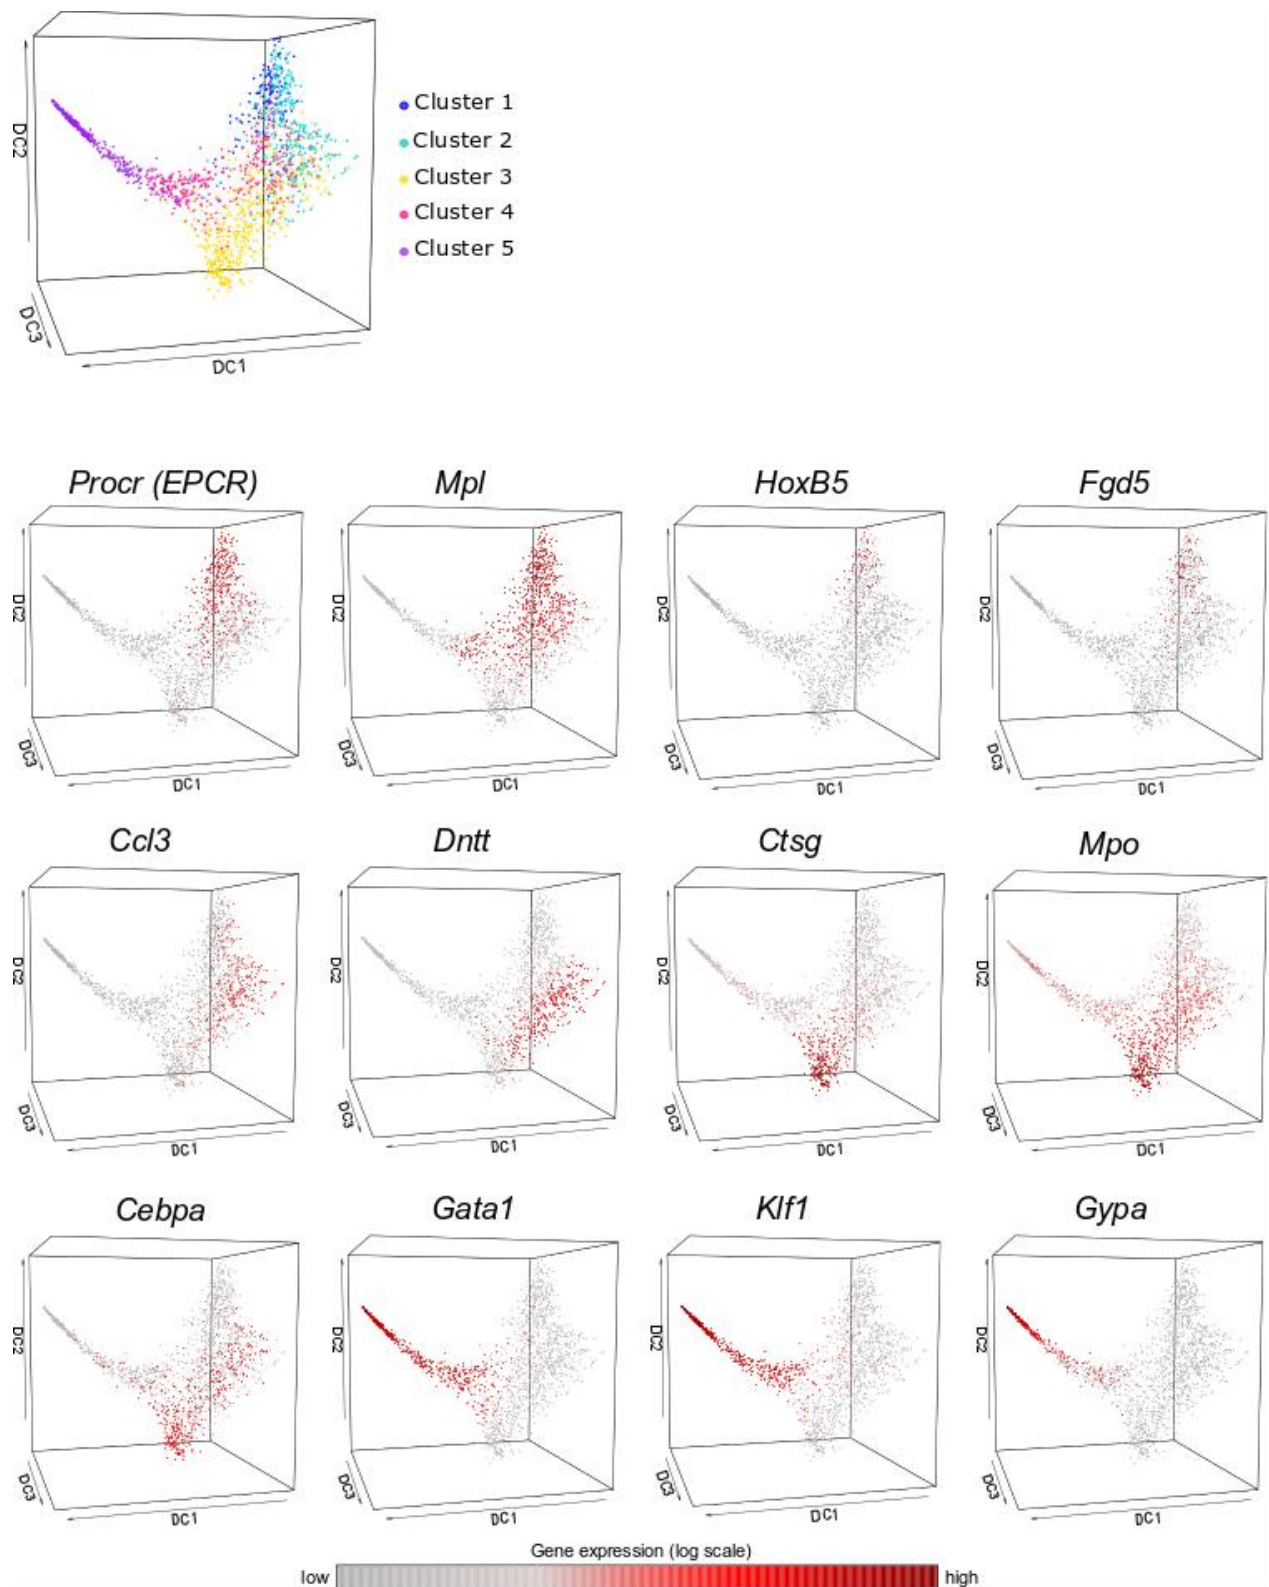 Cluster 1
Cluster 2
Cluster 3
Cluster 4
Cluster 5
DC2
DC3
DC1
Procr (EPCR) Mpl HoxB5 Fgd5
DC2 DC2 DC2 DC2
DC3 DC3 DC3 DC3
DC1 DC1 DC1 DC1
Ccl3 Dntt Ctsg Mpo
DC2 DC2 DC2 DC2
DC3 DC3 DC3 DC3
DC1 DC1 DC1 DC1
Cebpa Gata1 Klf1 Gypa
DC2 DC2 DC2 DC2
DC3 DC3 DC3 DC3
DC1 DC1 DC1 DC1
Gene expression (log scale)
low high